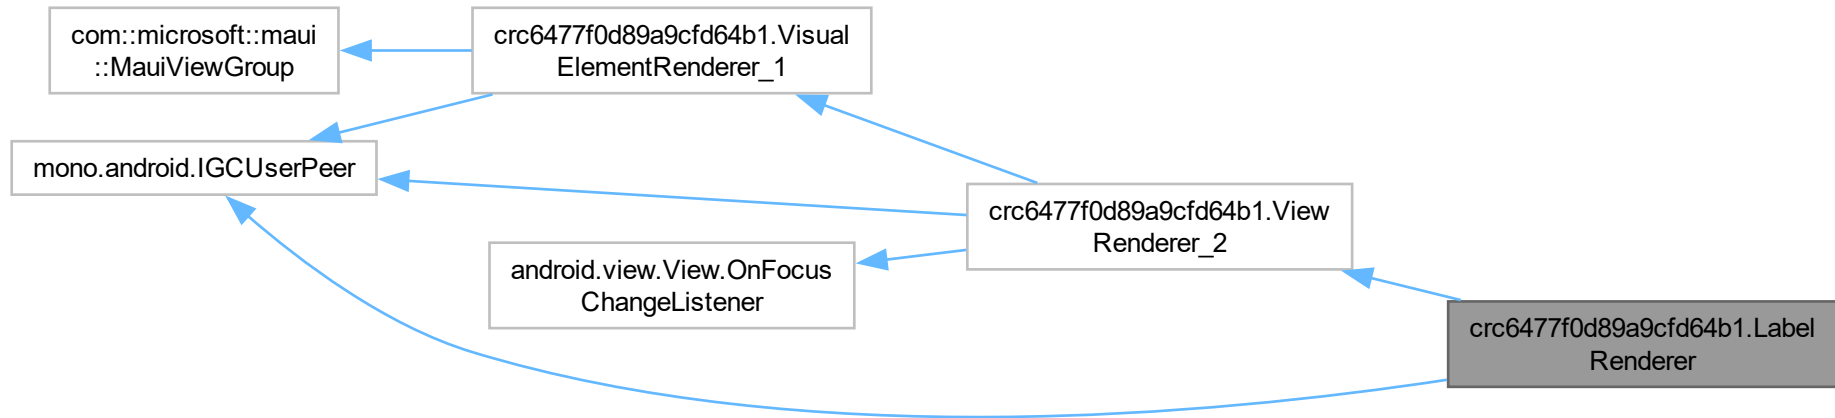 com::microsoft::maui
::MauiViewGroup
crc6477f0d89a9cfd64b1.Visual
ElementRenderer_1
mono.android.IGCUserPeer
crc6477f0d89a9cfd64b1.View
Renderer_2
android.view.View.OnFocus
ChangeListener
crc6477f0d89a9cfd64b1.Label
Renderer